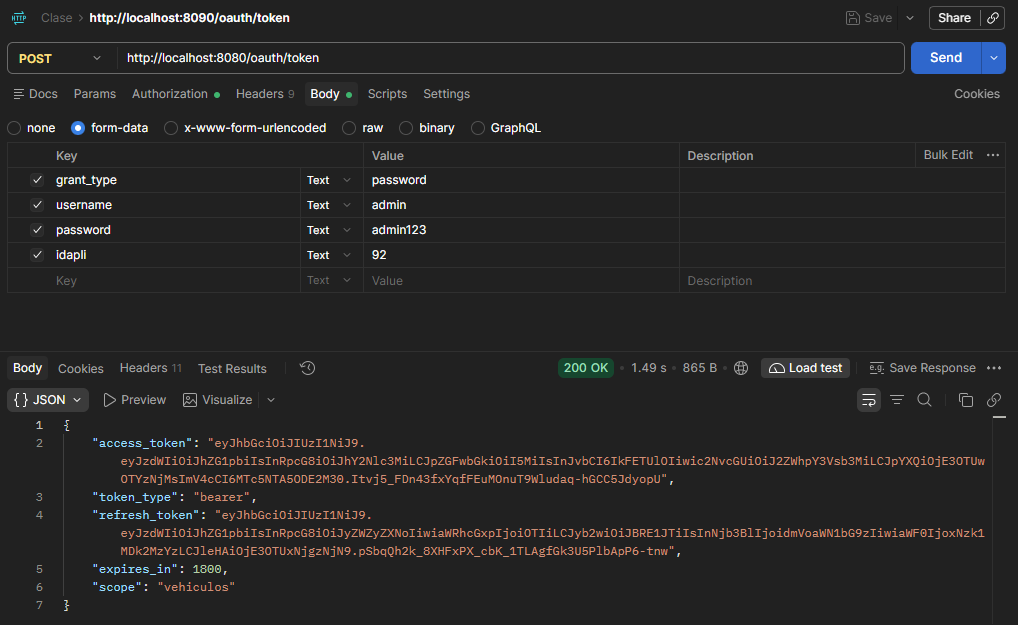 HTTP Clase > http://localhost:8090/oauth/token Save Share
POST http://localhost:8080/oauth/token Send
Docs Params Authorization Headers 9 Body Scripts Settings Cookies
none form-data x-www-form-urlencoded raw binary GraphQL
Key Value Description Bulk Edit ...
grant_type Text password
username Text admin
password Text admin123
idapli Text 92
Key Text Value Description
Body Cookies Headers 11 Test Results 200 OK • 1.49 s • 865 B • Load test e.g. Save Response ...
{} JSON Preview Visualize
1 {
2 "access_token": "eyJhbGciOiJIUzI1NiJ9.
eyJzdWIiOiJhZG1pbiIsInRpcG8iOiJhY2Nlc3MiLCJpZGFwbGkiOiI5MiIsInJvbCI6IkFETUlOIiwic2NvcGUiOiJ2ZWhpY3Vsb3MiLCJpYXQiOjE3OTUwOTYzNjMsImV4cCI6MTc5NTA5ODE2M30.Itvj5_FDn43fxYqfFEuMOnuT9Wludaq-hGCC5JdyopU",
3 "token_type": "bearer",
4 "refresh_token": "eyJhbGciOiJIUzI1NiJ9.
eyJzdWIiOiJhZG1pbiIsInRpcG8iOiJyZWZyZXNoIiwiaWRhcGxpIjoiOTIiLCJyb2wiOiJBRE1JTiIsInNjb3BlIjoidmVoaWN1bG9zIiwiaWF0IjoxNzk1
MDk2MzYzLCJleHAiOjE3OTUxNjgzNjN9.pSbqQh2k_8XHFxPX_cbK_1TLAgfGk3U5PlbApP6-tnw",
5 "expires_in": 1800,
6 "scope": "vehiculos"
7 }